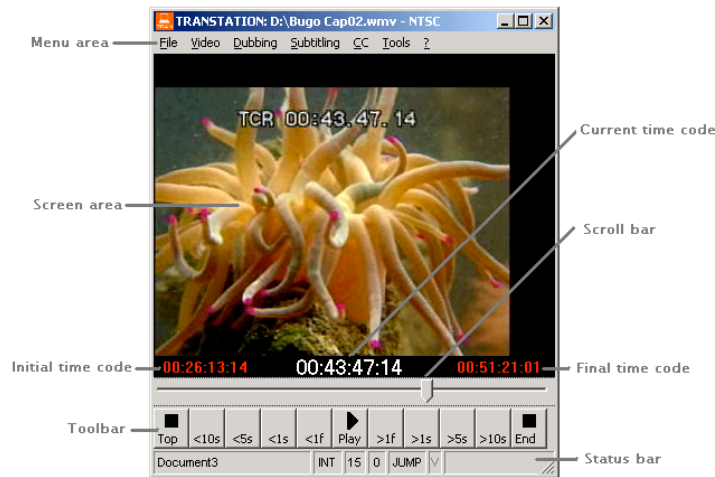 TRANSTATION: D:\Bugo Cap02.wmv - NTSC
Menu area
File Video Dubbing Subtitling CC Tools ?
TCR 00:43.47.14
Current time code
Screen area
Scroll bar
Initial time code
00:26:13:14 00:43:47:14 00:51:21:01
Final time code
Toolbar
Top <10s <5s <1s <1f Play >1f >1s >5s >10s End
Document3 INT 15 0 JUMP V
Status bar